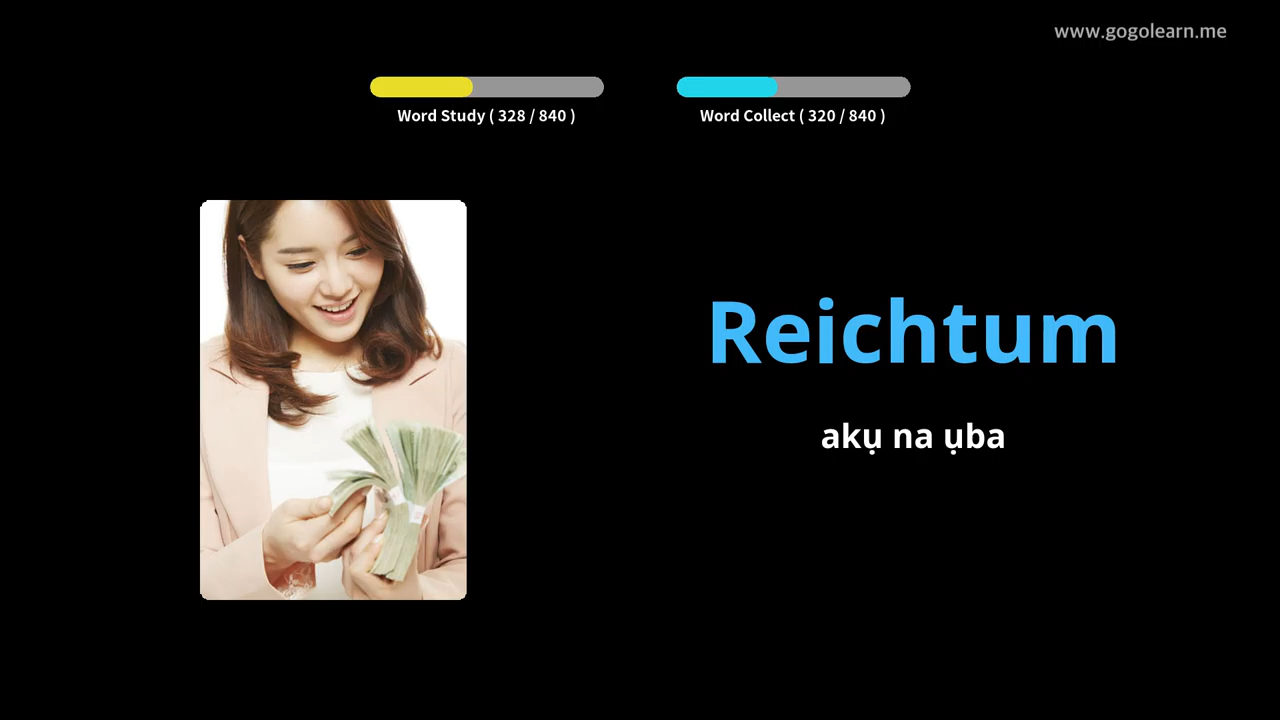 www.gogolearn.me
Word Study ( 328 / 840 )
Word Collect ( 320 / 840 )
Reichtum
akụ na ụba